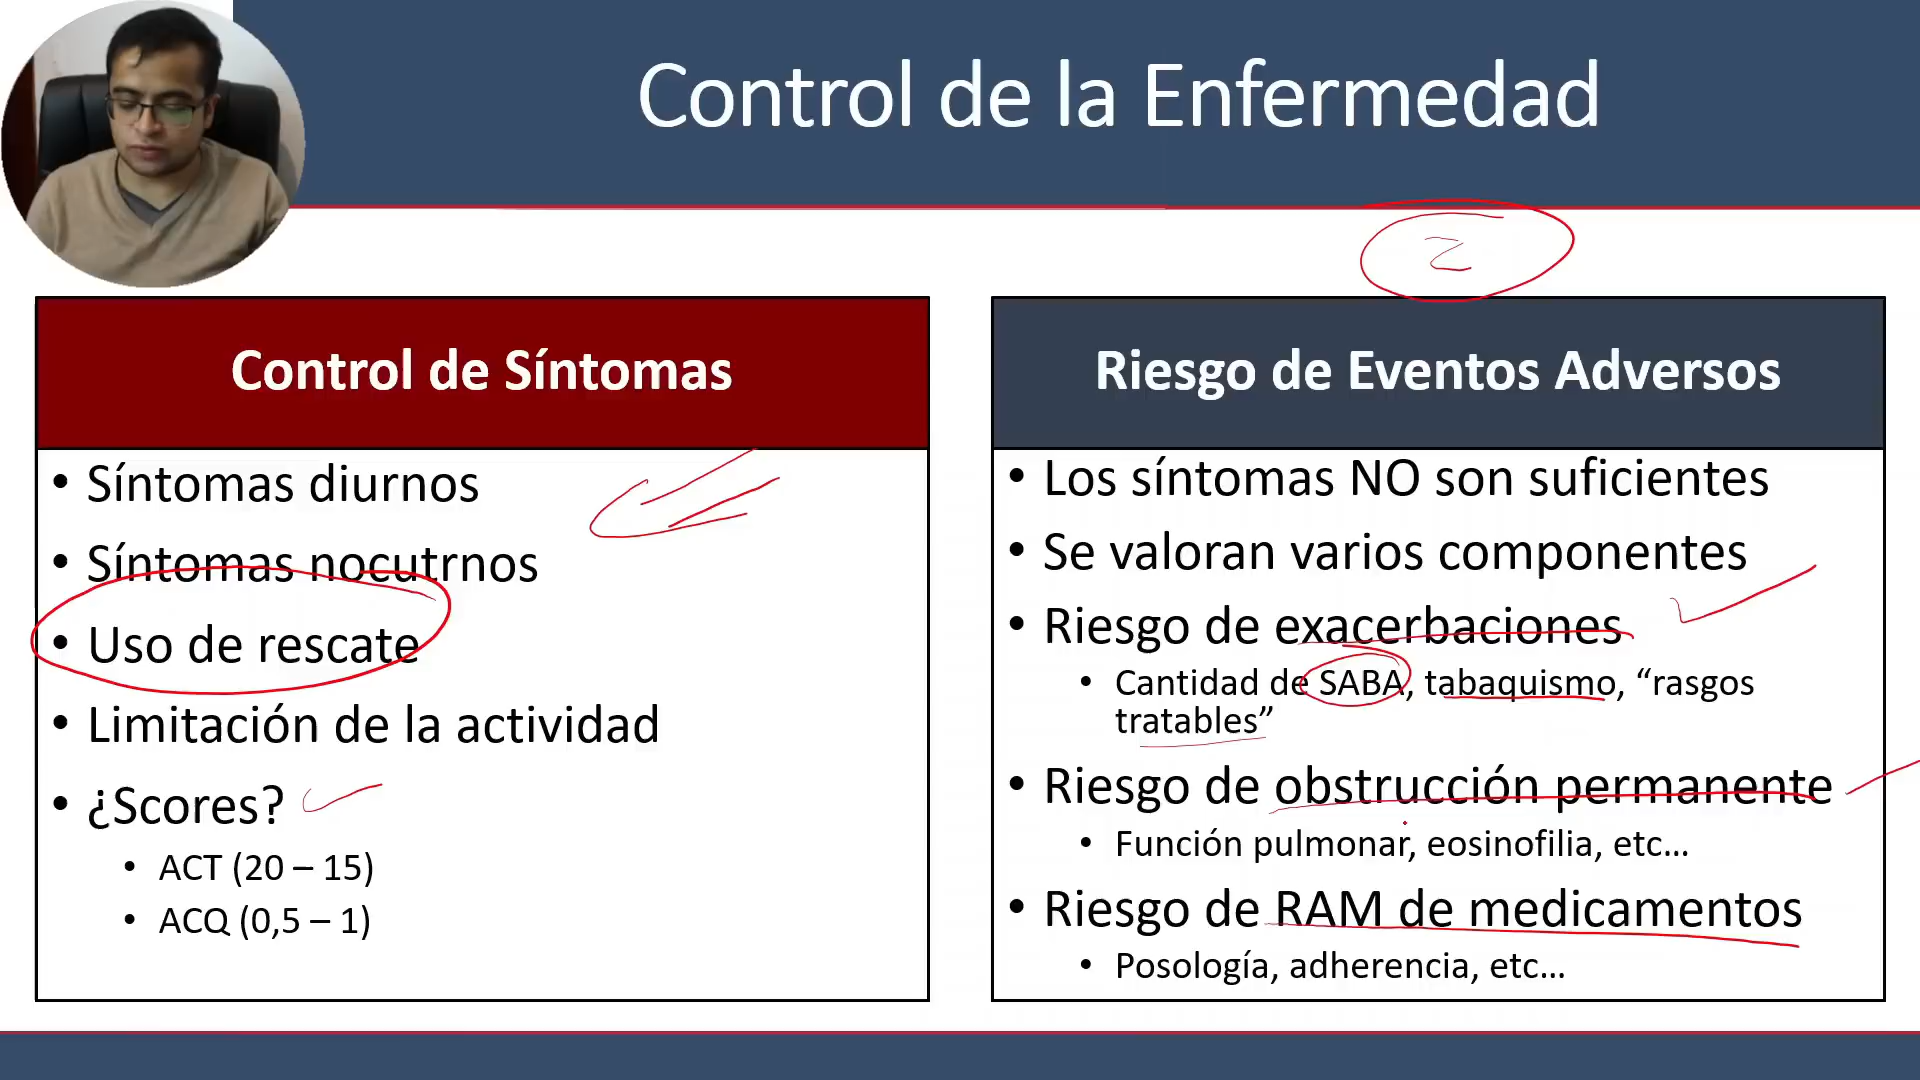 Control de la Enfermedad
2
Control de Síntomas
• Síntomas diurnos
• Síntomas nocutrnos
• Uso de rescate
• Limitación de la actividad
• ¿Scores?
• ACT (20 – 15)
• ACQ (0,5 – 1)
Riesgo de Eventos Adversos
• Los síntomas NO son suficientes
• Se valoran varios componentes
• Riesgo de exacerbaciones
• Cantidad de SABA, tabaquismo, “rasgos
tratables”
• Riesgo de obstrucción permanente
• Función pulmonar, eosinofilia, etc...
• Riesgo de RAM de medicamentos
• Posología, adherencia, etc...